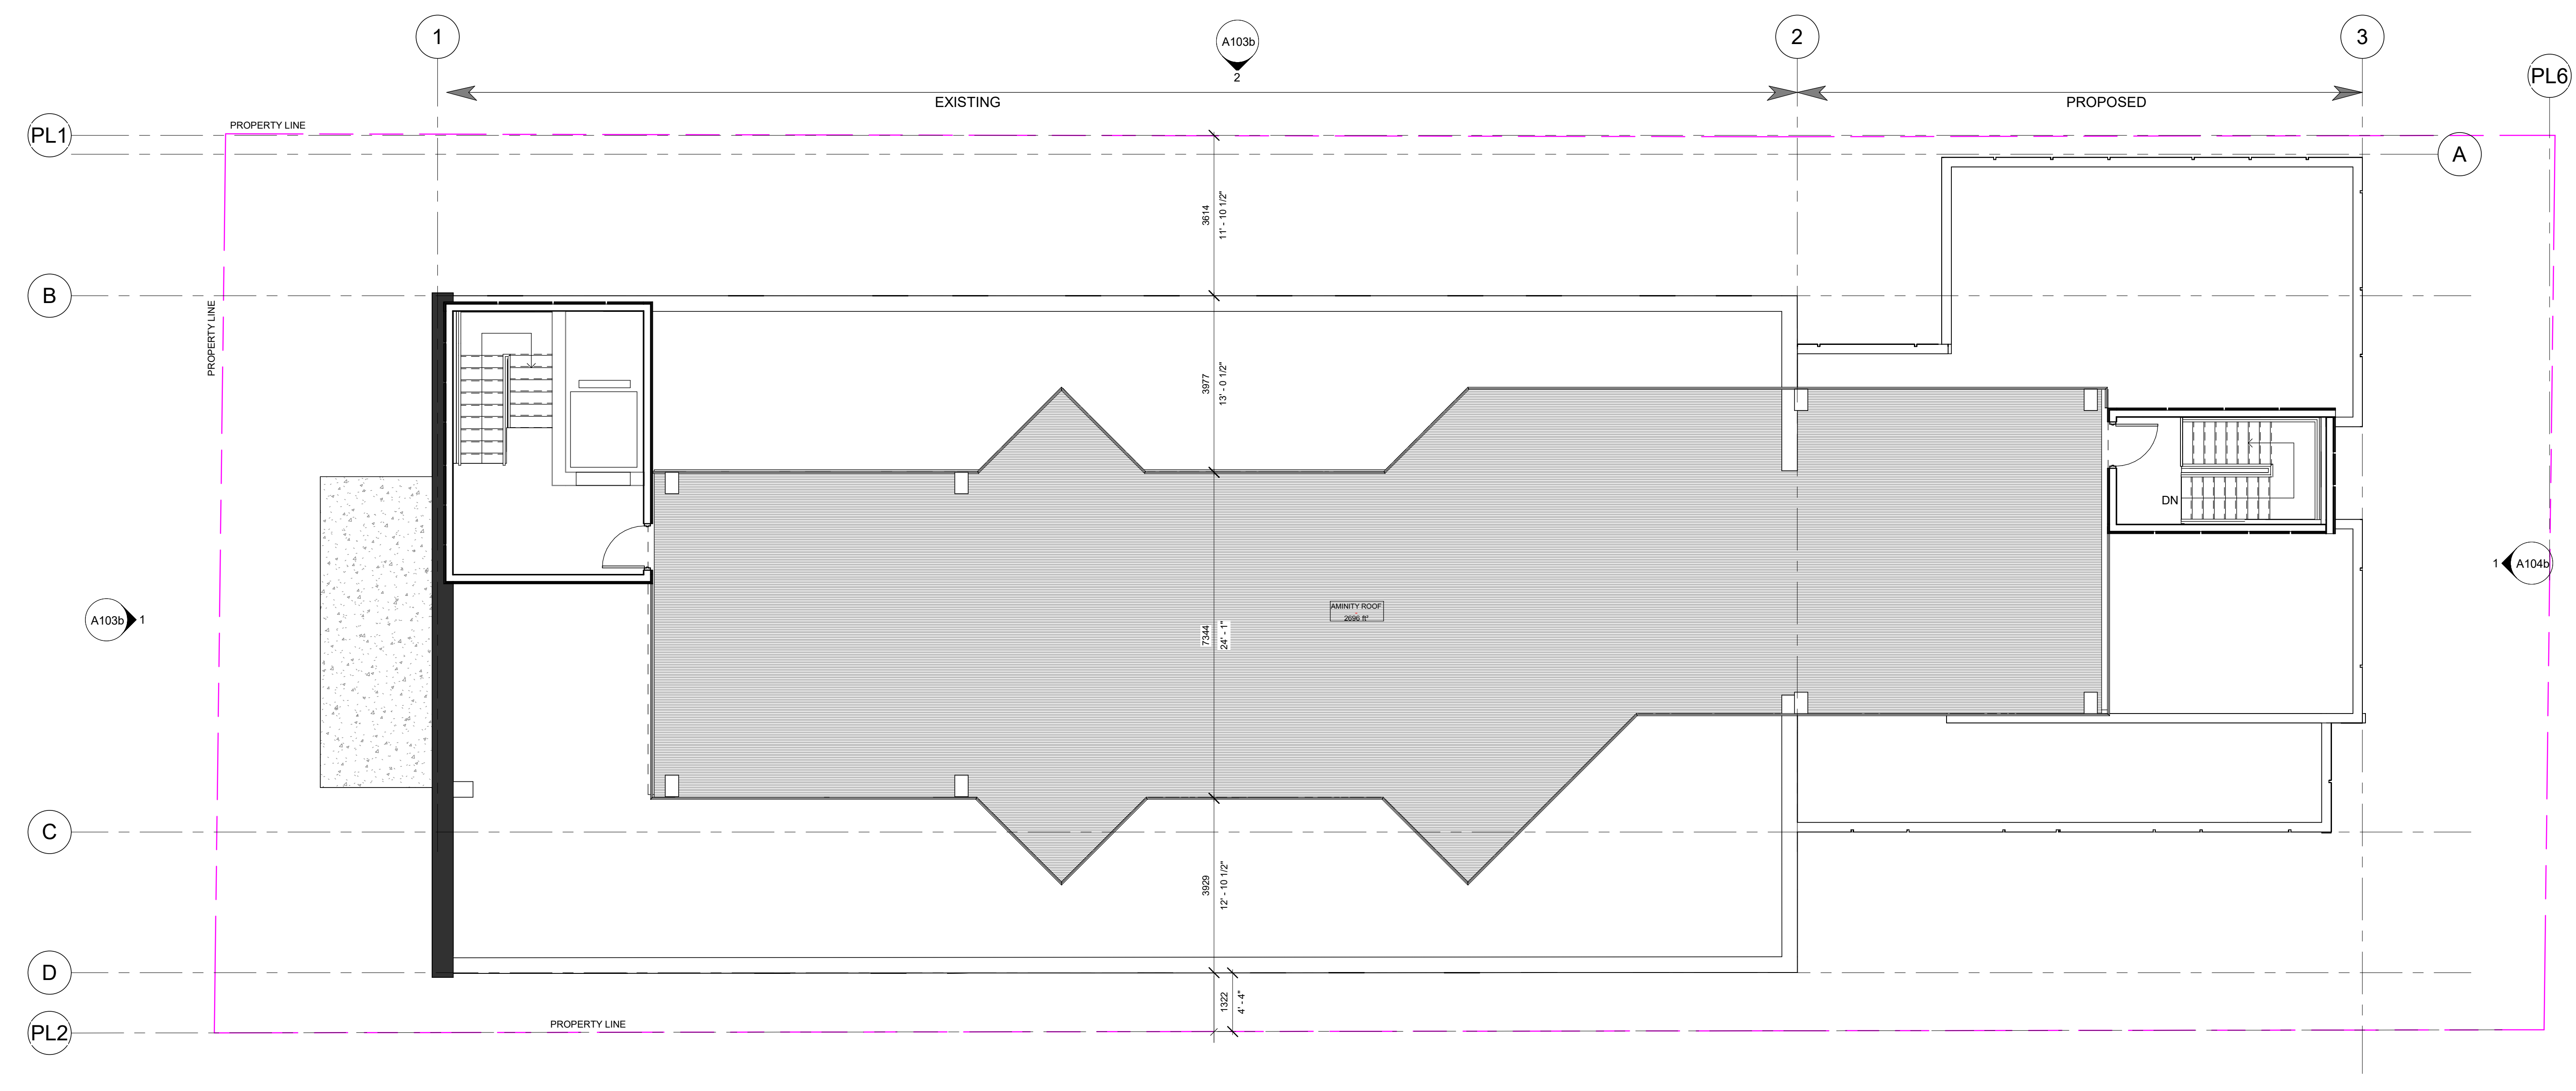 1
A103b
2
2
3
PL6
EXISTING
PROPOSED
PROPERTY LINE
PL1
A
3614
11' - 10 1/2"
B
PROPERTY LINE
3977
13' - 0 1/2"
DN
A103b
1
AMINITY ROOF
2696 ft²
7344
24' - 1"
1
A104b
C
3929
12' - 10 1/2"
D
1322
4' - 4"
PROPERTY LINE
PL2